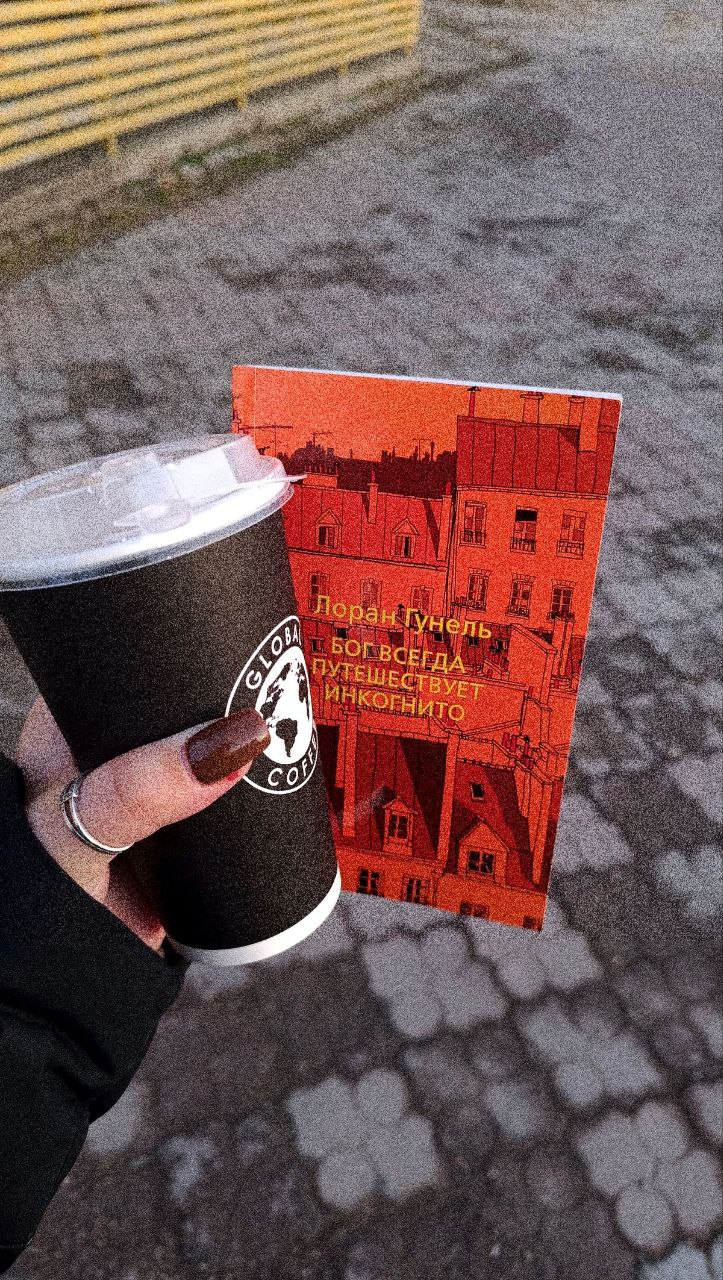 GLOBAL
COFFEE
Лоран Гунель
БОГ ВСЕГДА
ПУТЕШЕСТВУЕТ
ИНКОГНИТО